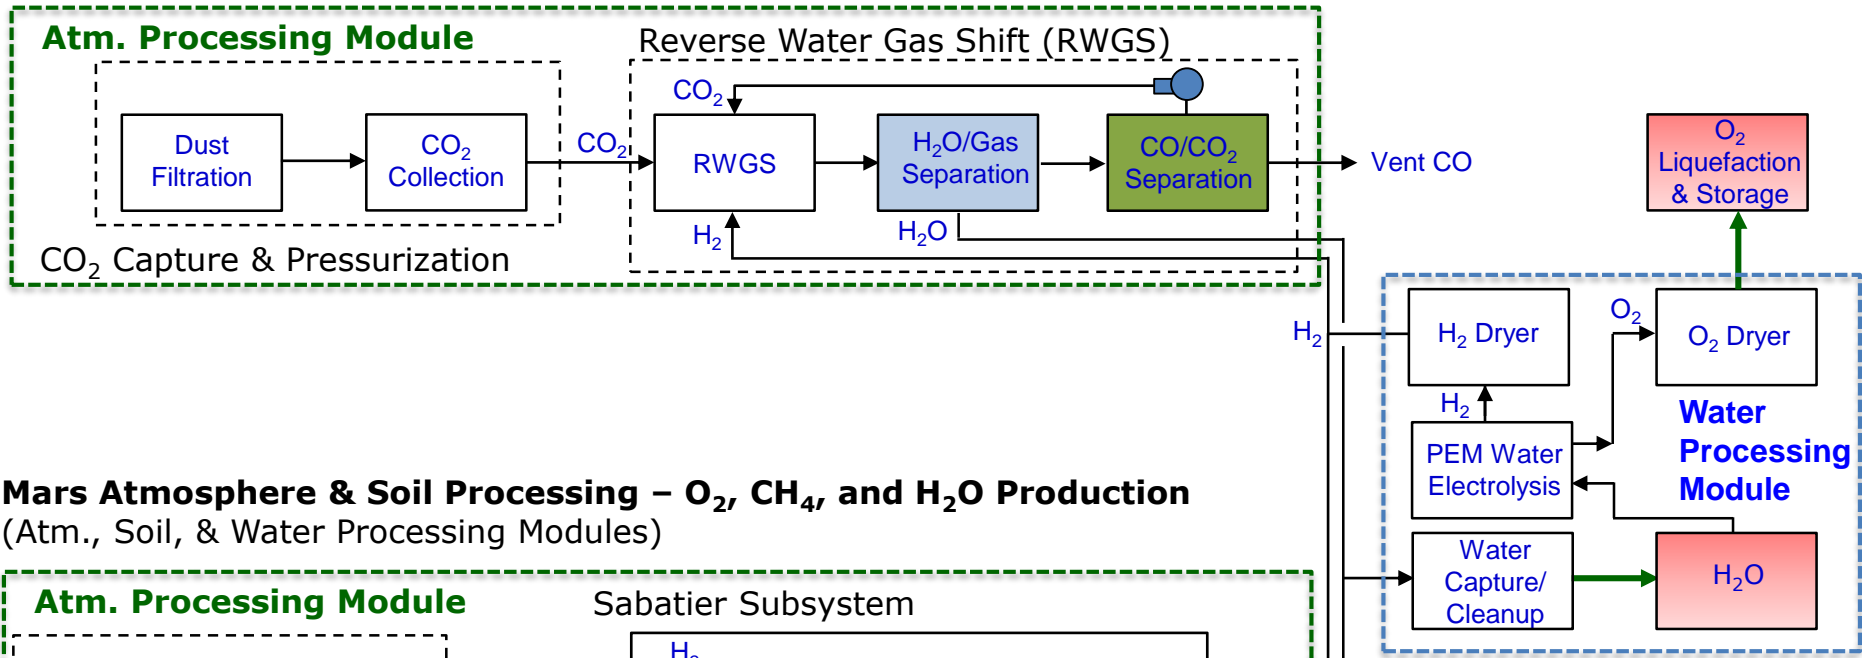 Atm. Processing Module
Reverse Water Gas Shift (RWGS)
Dust
Filtration
CO₂
Collection
CO₂
CO₂
RWGS
H₂O/Gas
Separation
CO/CO₂
Separation
Vent CO
O₂
Liquefaction
& Storage
H₂
H₂O
CO₂ Capture & Pressurization
H₂
H₂ Dryer
O₂
O₂ Dryer
H₂
PEM Water
Electrolysis
Water
Processing
Module
Mars Atmosphere & Soil Processing – O₂, CH₄, and H₂O Production
(Atm., Soil, & Water Processing Modules)
Water
Capture/
Cleanup
H₂O
Atm. Processing Module
Sabatier Subsystem
H₂